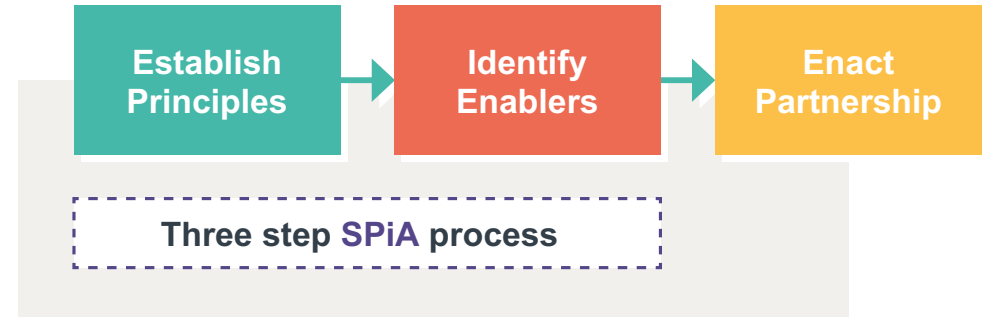 Establish
Principles
Identify
Enablers
Enact
Partnership
Three step SPiA process